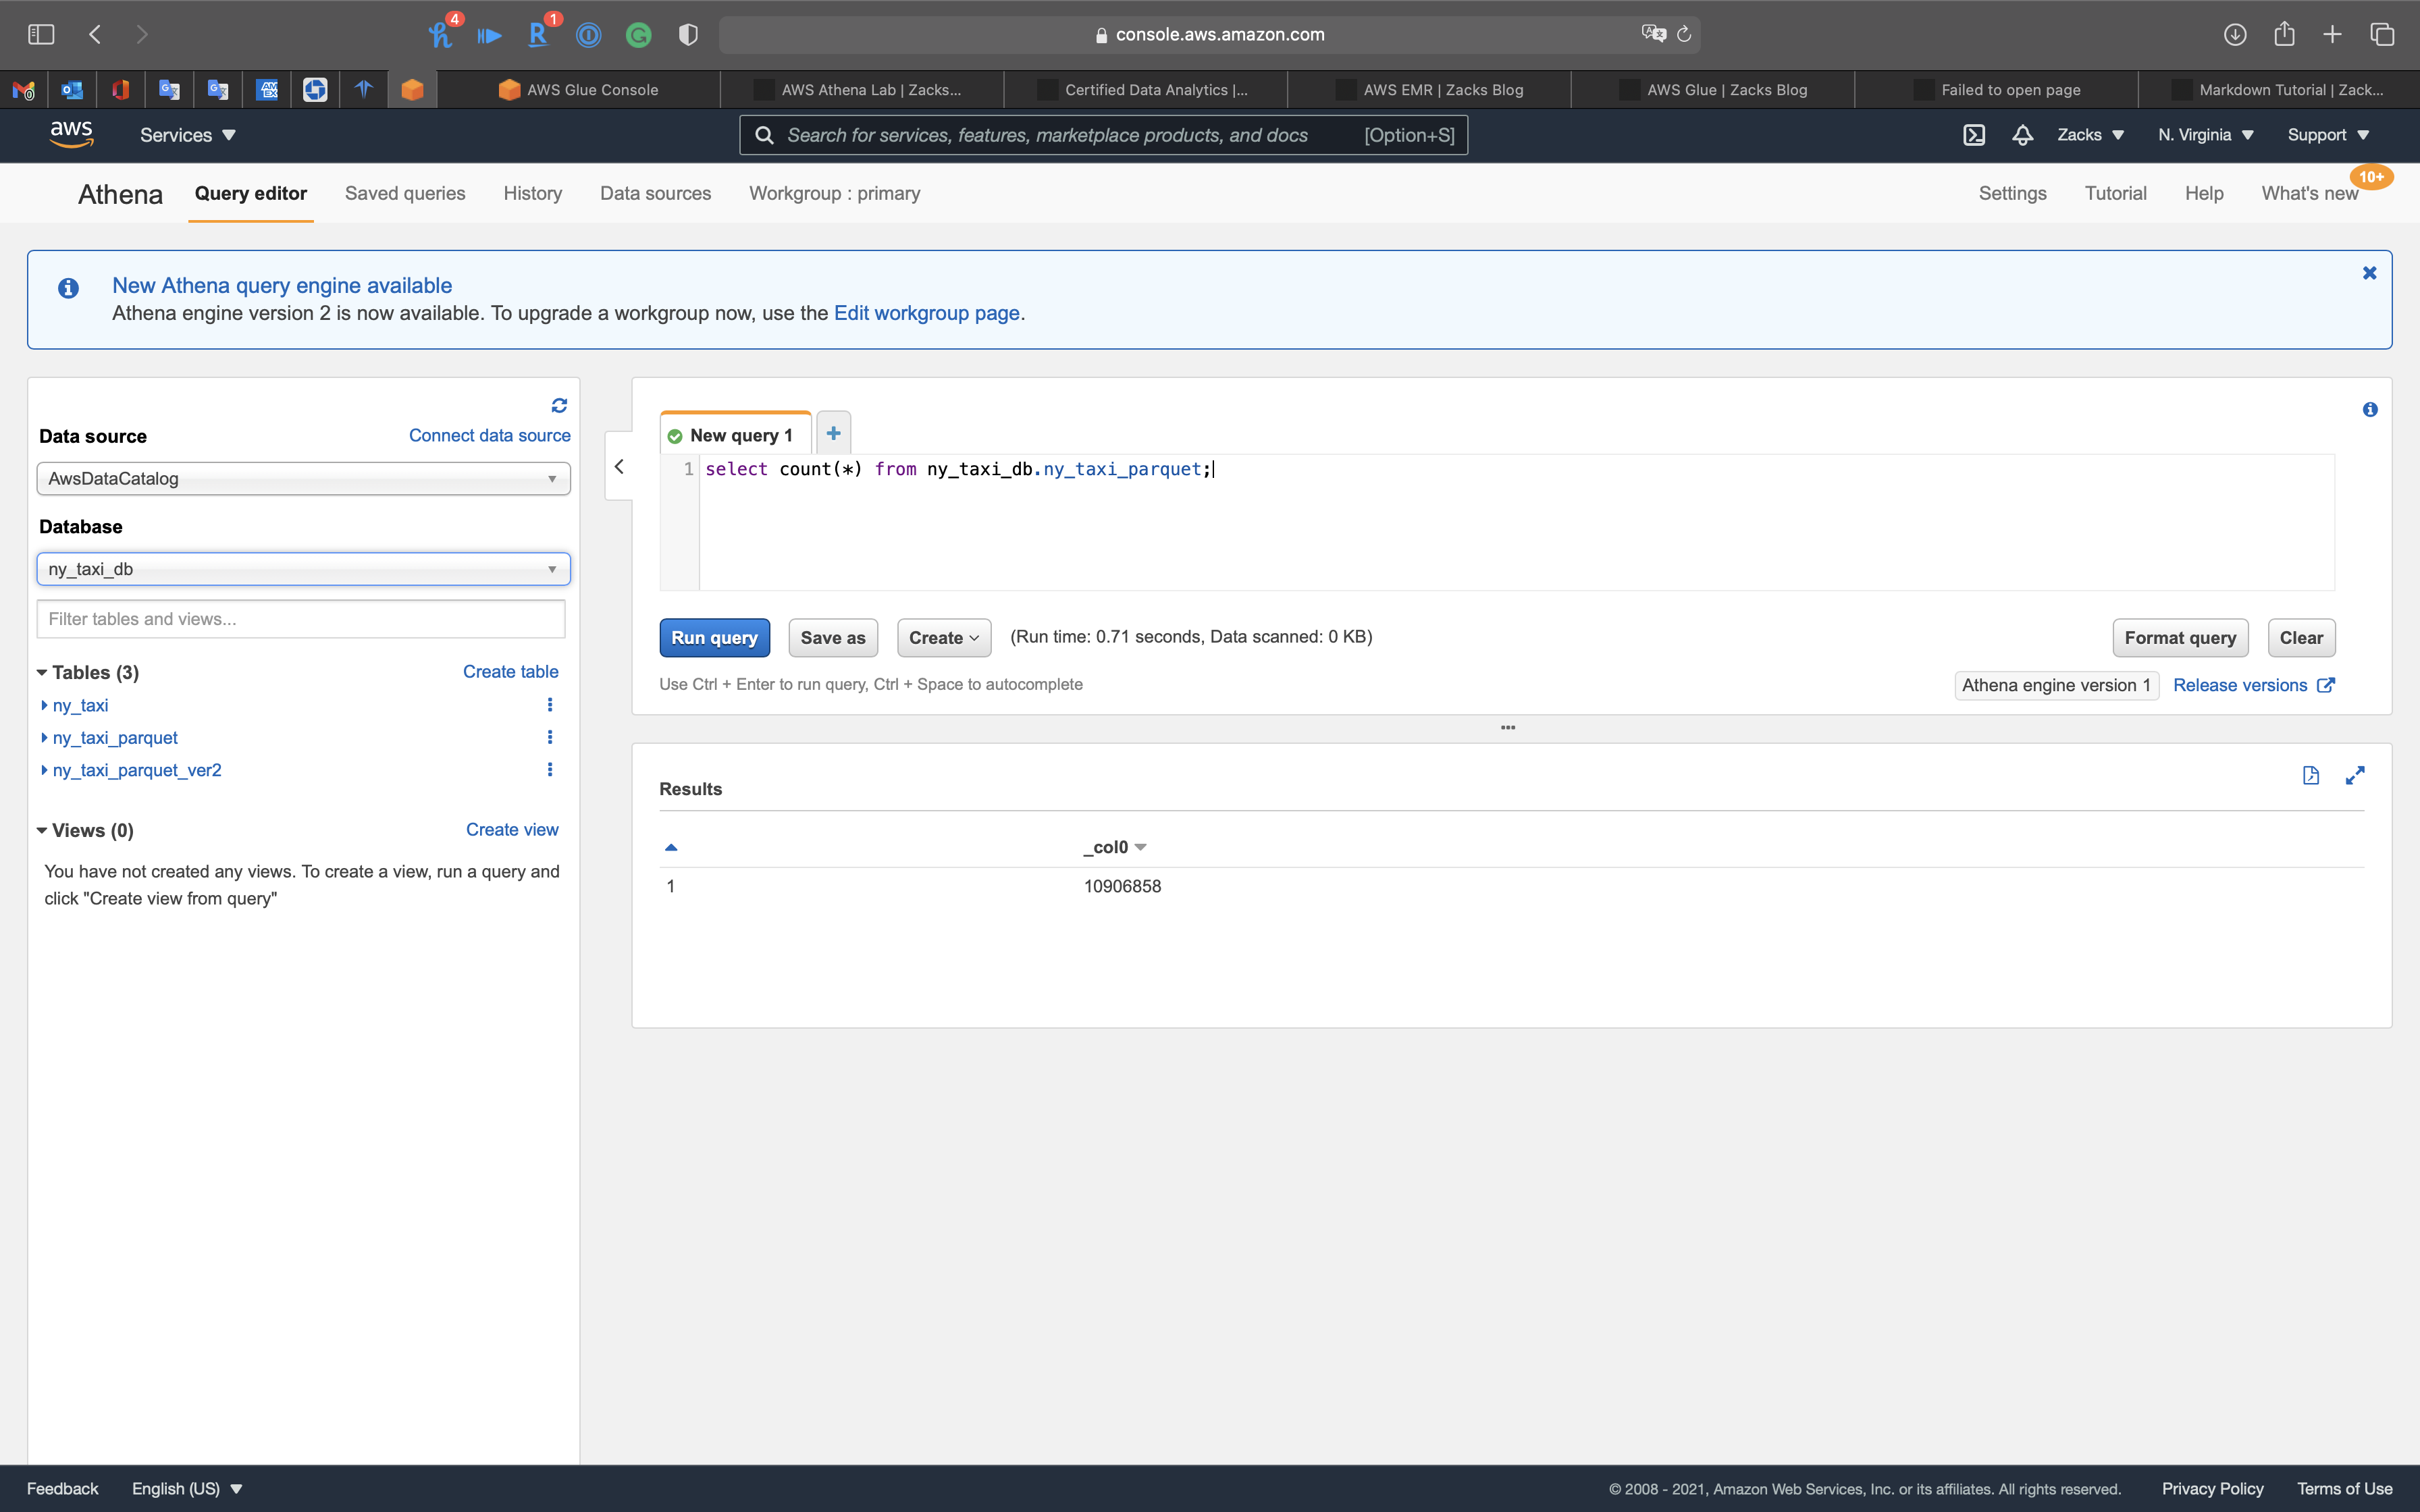 4
1
console.aws.amazon.com
AWS Glue Console
AWS Athena Lab | Zacks...
Certified Data Analytics |...
AWS EMR | Zacks Blog
AWS Glue | Zacks Blog
Failed to open page
Markdown Tutorial | Zack...
aws
Services
Search for services, features, marketplace products, and docs
[Option+S]
Zacks
N. Virginia
Support
Athena
Query editor
Saved queries
History
Data sources
Workgroup : primary
Settings
Tutorial
Help
What's new
10+
New Athena query engine available
Athena engine version 2 is now available. To upgrade a workgroup now, use the Edit workgroup page.
Data source
Connect data source
AwsDataCatalog
Database
ny_taxi_db
Filter tables and views...
Tables (3)
Create table
ny_taxi
ny_taxi_parquet
ny_taxi_parquet_ver2
Views (0)
Create view
You have not created any views. To create a view, run a query and
click "Create view from query"
New query 1
1 select count(*) from ny_taxi_db.ny_taxi_parquet;
Run query
Save as
Create
(Run time: 0.71 seconds, Data scanned: 0 KB)
Format query
Clear
Use Ctrl + Enter to run query, Ctrl + Space to autocomplete
Athena engine version 1
Release versions
Results
_col0
1
10906858
Feedback
English (US)
© 2008 - 2021, Amazon Web Services, Inc. or its affiliates. All rights reserved.
Privacy Policy
Terms of Use